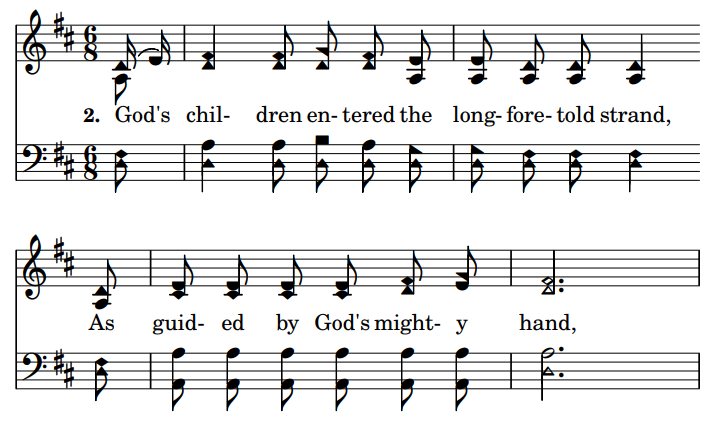 2. God's chil- dren en- tered the long- fore- told strand,
As guid- ed by God's might- y hand,